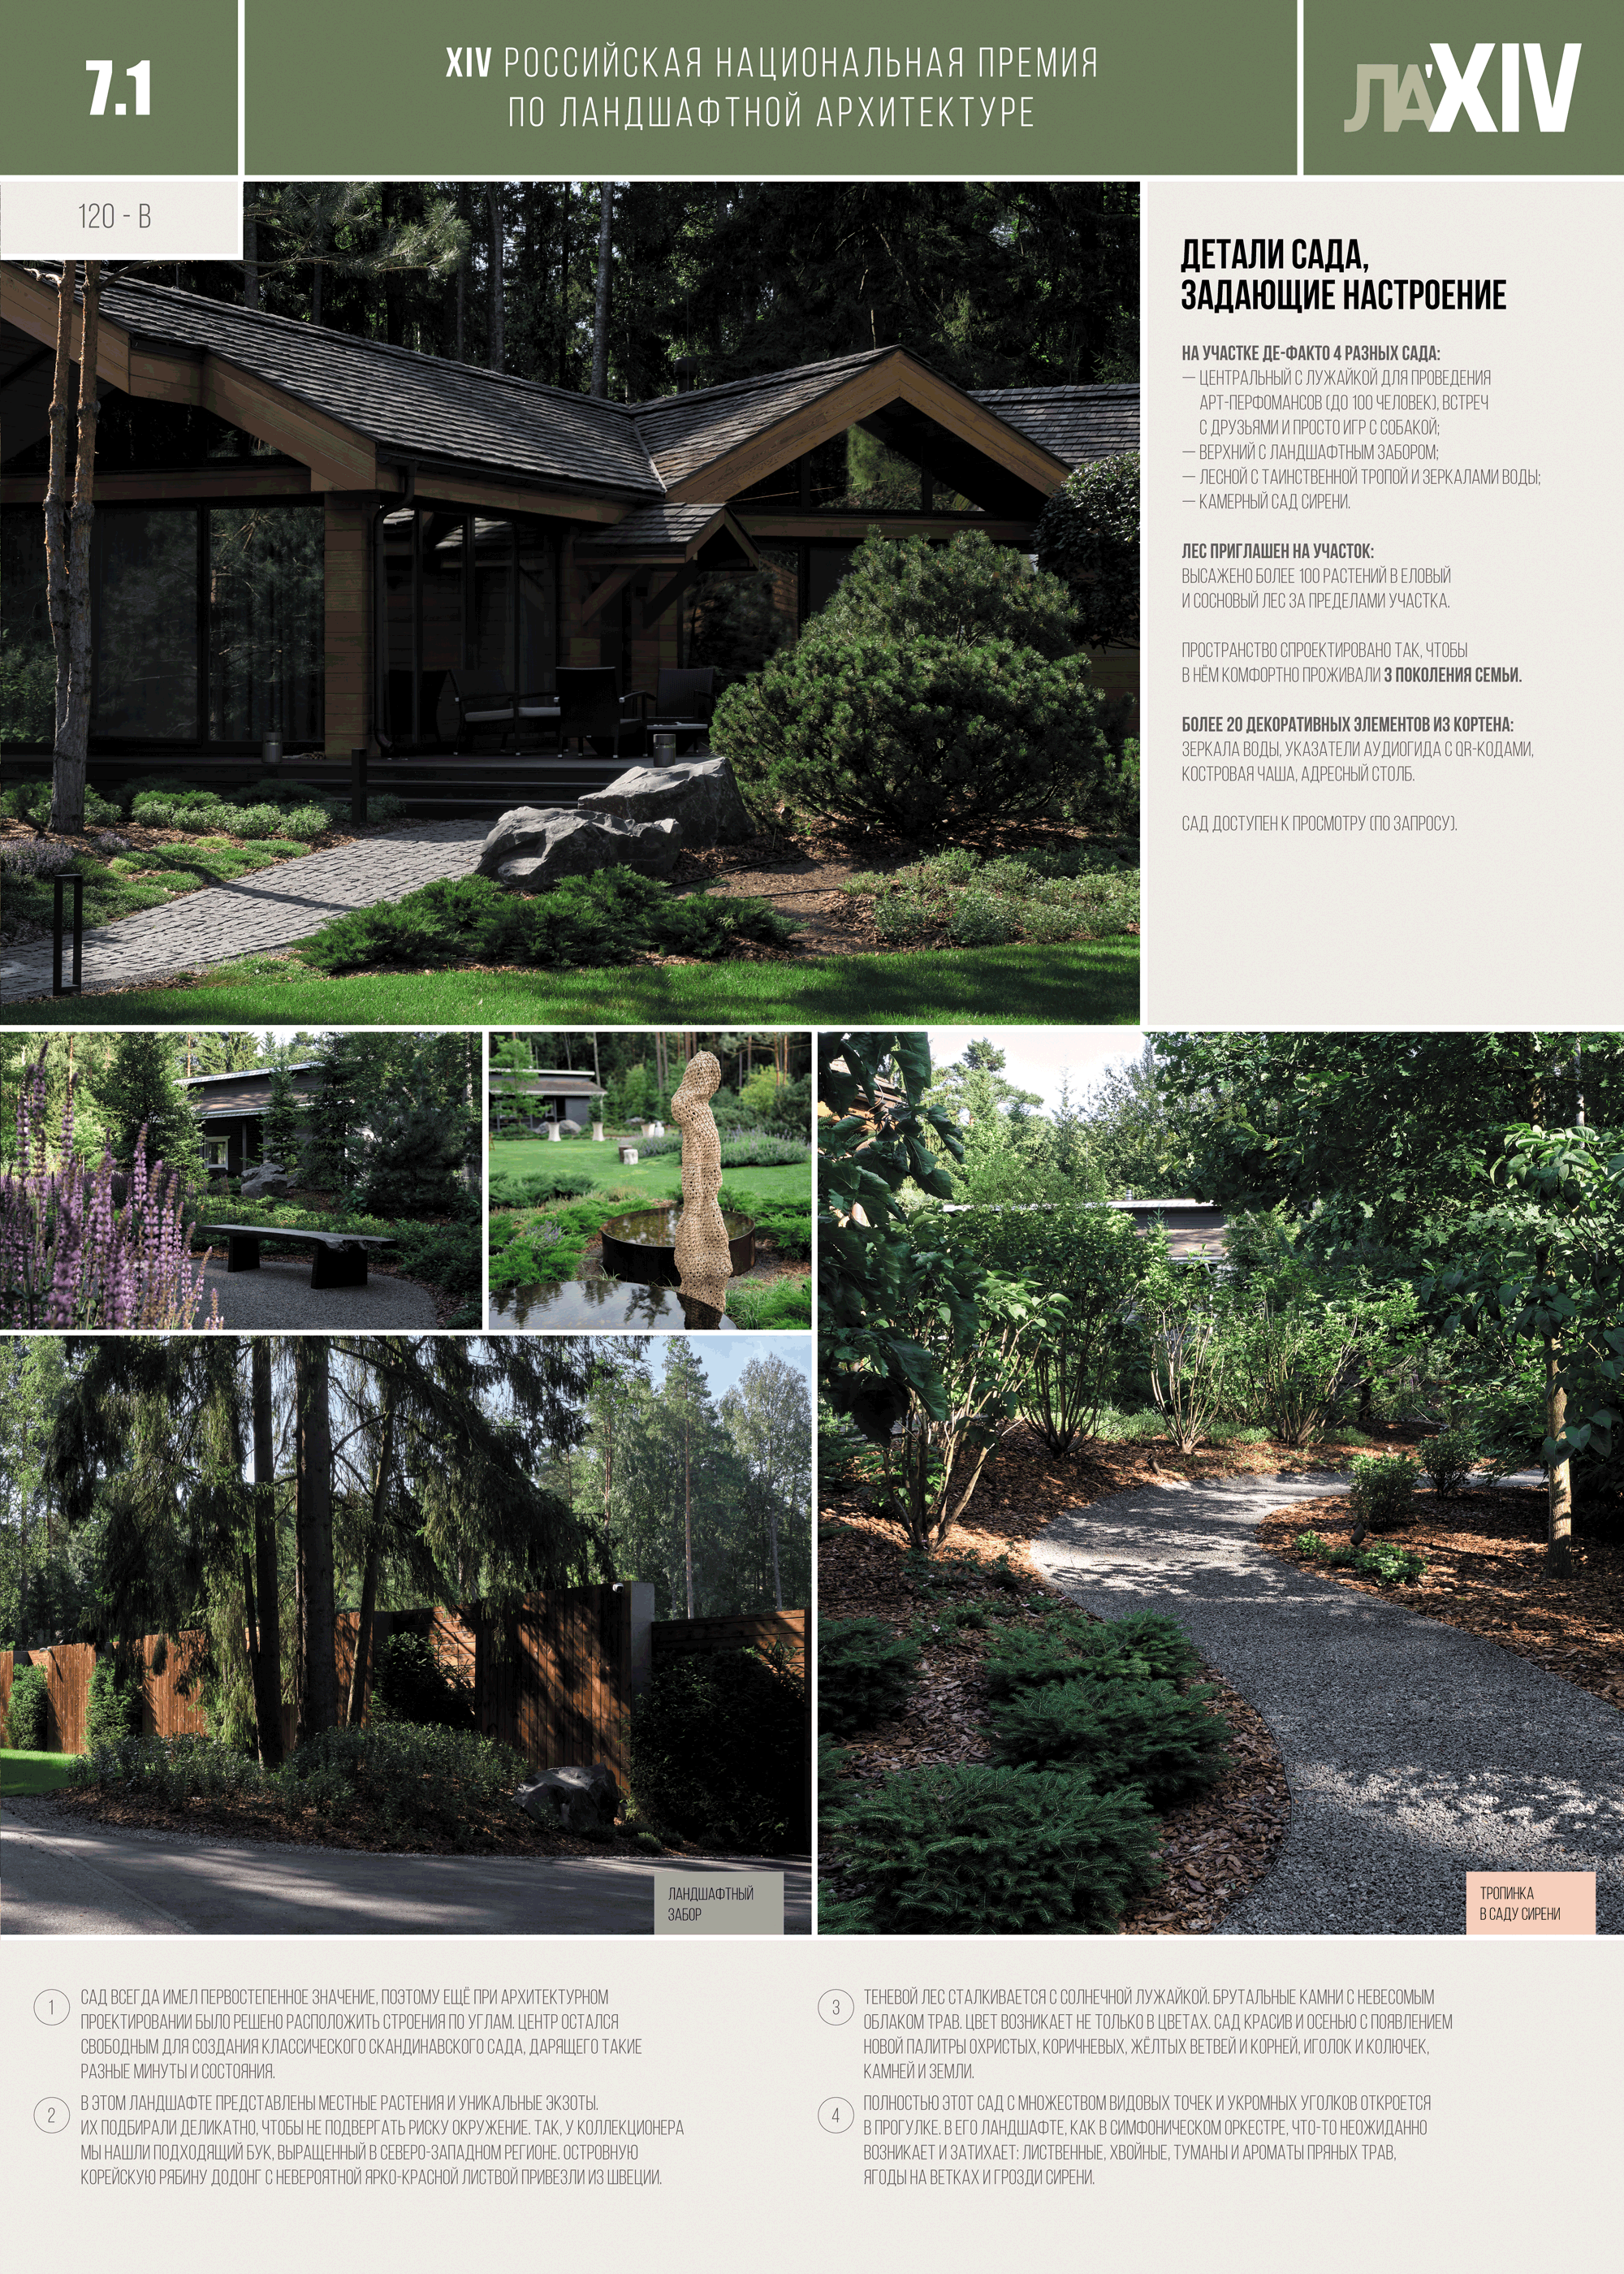 7.1
XIV РОССИЙСКАЯ НАЦИОНАЛЬНАЯ ПРЕМИЯ
ПО ЛАНДШАФТНОЙ АРХИТЕКТУРЕ
ЛА'XIV
120 - В
ДЕТАЛИ САДА,
ЗАДАЮЩИЕ НАСТРОЕНИЕ
НА УЧАСТКЕ ДЕ-ФАКТО 4 РАЗНЫХ САДА:
— ЦЕНТРАЛЬНЫЙ С ЛУЖАЙКОЙ ДЛЯ ПРОВЕДЕНИЯ
АРТ-ПЕРФОМАНСОВ (ДО 100 ЧЕЛОВЕК), ВСТРЕЧ
С ДРУЗЬЯМИ И ПРОСТО ИГР С СОБАКОЙ;
— ВЕРХНИЙ С ЛАНДШАФТНЫМ ЗАБОРОМ;
— ЛЕСНОЙ С ТАИНСТВЕННОЙ ТРОПОЙ И ЗЕРКАЛАМИ ВОДЫ;
— КАМЕРНЫЙ САД СИРЕНИ.
ЛЕС ПРИГЛАШЕН НА УЧАСТОК:
ВЫСАЖЕНО БОЛЕЕ 100 РАСТЕНИЙ В ЕЛОВЫЙ
И СОСНОВЫЙ ЛЕС ЗА ПРЕДЕЛАМИ УЧАСТКА.
ПРОСТРАНСТВО СПРОЕКТИРОВАНО ТАК, ЧТОБЫ
В НЁМ КОМФОРТНО ПРОЖИВАЛИ 3 ПОКОЛЕНИЯ СЕМЬИ.
БОЛЕЕ 20 ДЕКОРАТИВНЫХ ЭЛЕМЕНТОВ ИЗ КОРТЕНА:
ЗЕРКАЛА ВОДЫ, УКАЗАТЕЛИ АУДИОГИДА С QR-КОДАМИ,
КОСТРОВАЯ ЧАША, АДРЕСНЫЙ СТОЛБ.
САД ДОСТУПЕН К ПРОСМОТРУ (ПО ЗАПРОСУ).
ЛАНДШАФТНЫЙ
ЗАБОР
ТРОПИНКА
В САДУ СИРЕНИ
1
САД ВСЕГДА ИМЕЛ ПЕРВОСТЕПЕННОЕ ЗНАЧЕНИЕ, ПОЭТОМУ ЕЩЁ ПРИ АРХИТЕКТУРНОМ
ПРОЕКТИРОВАНИИ БЫЛО РЕШЕНО РАСПОЛОЖИТЬ СТРОЕНИЯ ПО УГЛАМ. ЦЕНТР ОСТАЛСЯ
СВОБОДНЫМ ДЛЯ СОЗДАНИЯ КЛАССИЧЕСКОГО СКАНДИНАВСКОГО САДА, ДАРЯЩЕГО ТАКИЕ
РАЗНЫЕ МИНУТЫ И СОСТОЯНИЯ.
2
В ЭТОМ ЛАНДШАФТЕ ПРЕДСТАВЛЕНЫ МЕСТНЫЕ РАСТЕНИЯ И УНИКАЛЬНЫЕ ЭКЗОТЫ.
ИХ ПОДБИРАЛИ ДЕЛИКАТНО, ЧТОБЫ НЕ ПОДВЕРГАТЬ РИСКУ ОКРУЖЕНИЕ. ТАК, У КОЛЛЕКЦИОНЕРА
МЫ НАШЛИ ПОДХОДЯЩИЙ БУК, ВЫРАЩЕННЫЙ В СЕВЕРО-ЗАПАДНОМ РЕГИОНЕ. ОСТРОВНУЮ
КОРЕЙСКУЮ РЯБИНУ ДОДОНГ С НЕВЕРОЯТНОЙ ЯРКО-КРАСНОЙ ЛИСТВОЙ ПРИВЕЗЛИ ИЗ ШВЕЦИИ.
3
ТЕНЕВОЙ ЛЕС СТАЛКИВАЕТСЯ С СОЛНЕЧНОЙ ЛУЖАЙКОЙ. БРУТАЛЬНЫЕ КАМНИ С НЕВЕСОМЫМ
ОБЛАКОМ ТРАВ. ЦВЕТ ВОЗНИКАЕТ НЕ ТОЛЬКО В ЦВЕТАХ. САД КРАСИВ И ОСЕНЬЮ С ПОЯВЛЕНИЕМ
НОВОЙ ПАЛИТРЫ ОХРИСТЫХ, КОРИЧНЕВЫХ, ЖЁЛТЫХ ВЕТВЕЙ И КОРНЕЙ, ИГОЛОК И КОЛЮЧЕК,
КАМНЕЙ И ЗЕМЛИ.
4
ПОЛНОСТЬЮ ЭТОТ САД С МНОЖЕСТВОМ ВИДОВЫХ ТОЧЕК И УКРОМНЫХ УГОЛКОВ ОТКРОЕТСЯ
В ПРОГУЛКЕ. В ЕГО ЛАНДШАФТЕ, КАК В СИМФОНИЧЕСКОМ ОРКЕСТРЕ, ЧТО-ТО НЕОЖИДАННО
ВОЗНИКАЕТ И ЗАТИХАЕТ: ЛИСТВЕННЫЕ, ХВОЙНЫЕ, ТУМАНЫ И АРОМАТЫ ПРЯНЫХ ТРАВ,
ЯГОДЫ НА ВЕТКАХ И ГРОЗДИ СИРЕНИ.